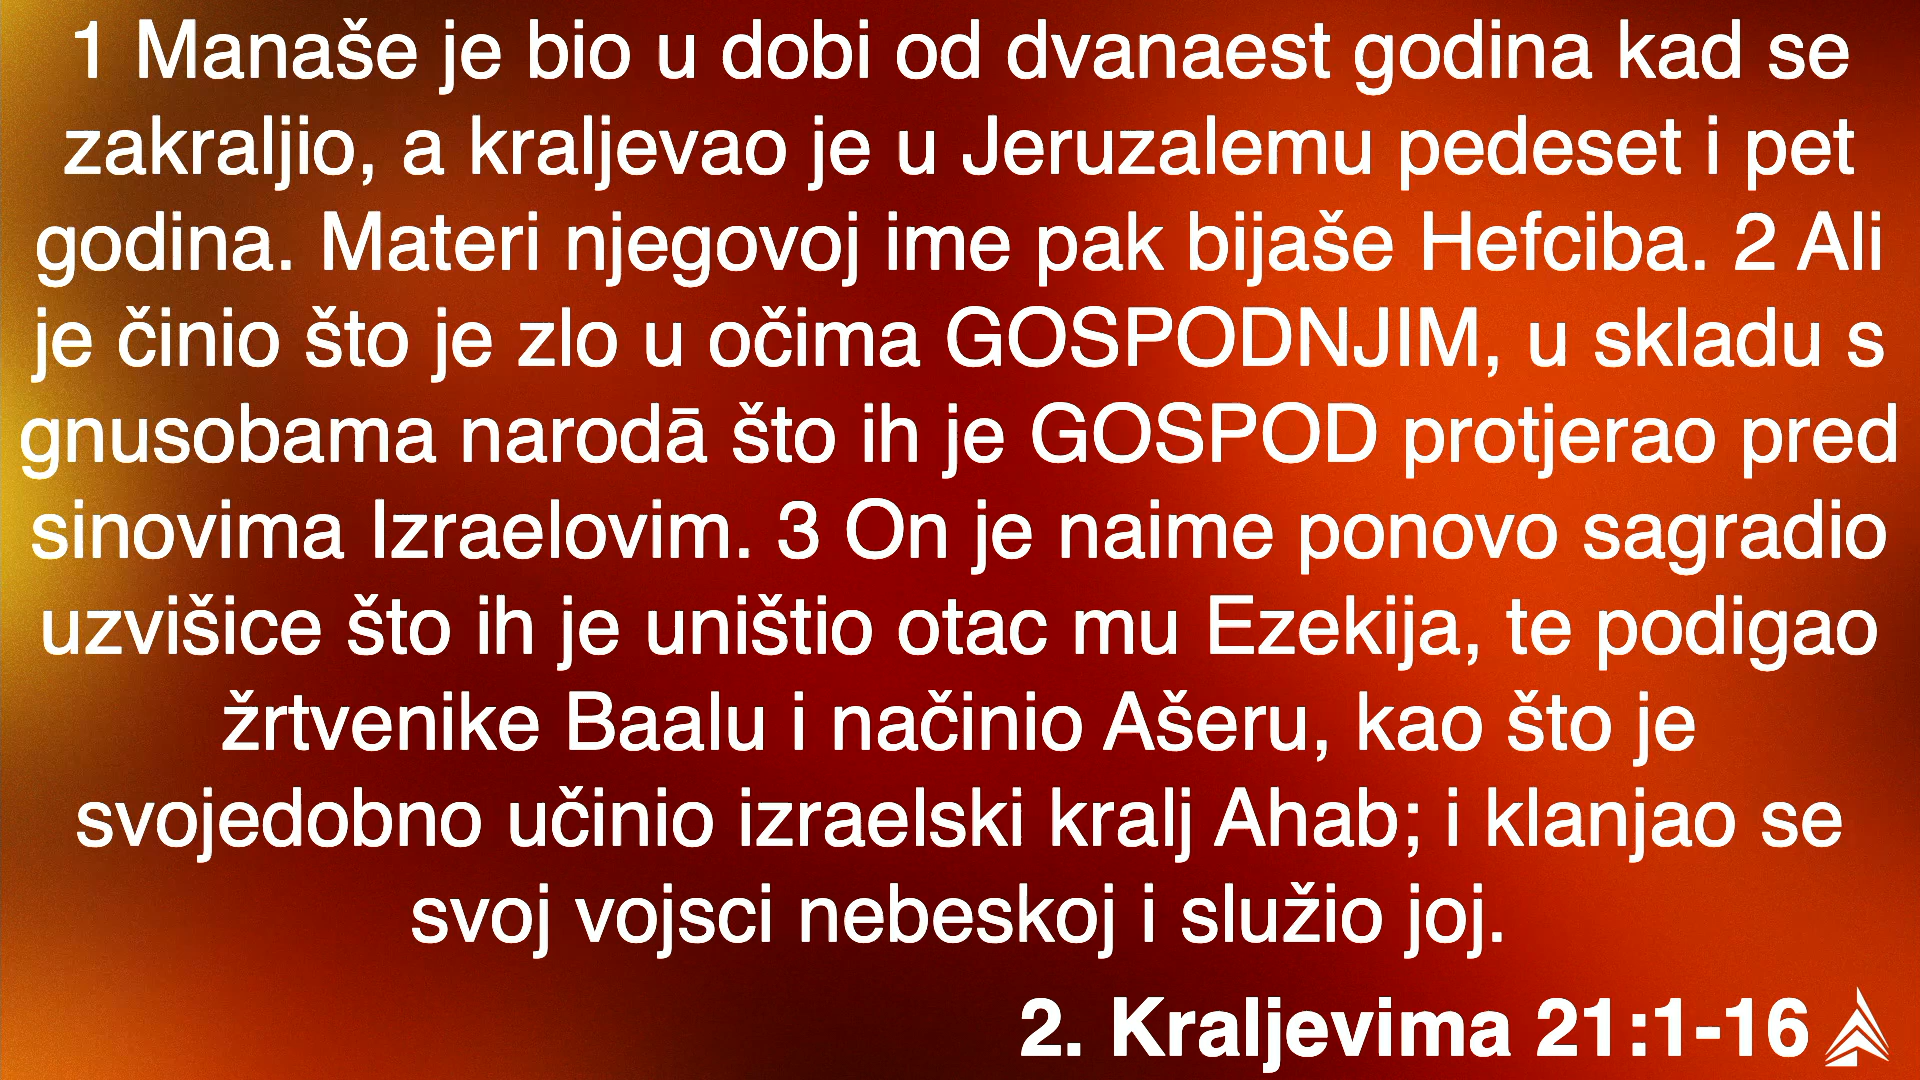 1 Manaše je bio u dobi od dvanaest godina kad se
zakraljio, a kraljevao je u Jeruzalemu pedeset i pet
godina. Materi njegovoj ime pak bijaše Hefciba. 2 Ali
je činio što je zlo u očima GOSPODNJIM, u skladu s
gnusobama narodā što ih je GOSPOD protjerao pred
sinovima Izraelovim. 3 On je naime ponovo sagradio
uzvišice što ih je uništio otac mu Ezekija, te podigao
žrtvenike Baalu i načinio Ašeru, kao što je
svojedobno učinio izraelski kralj Ahab; i klanjao se
svoj vojsci nebeskoj i služio joj.
2. Kraljevima 21:1-16